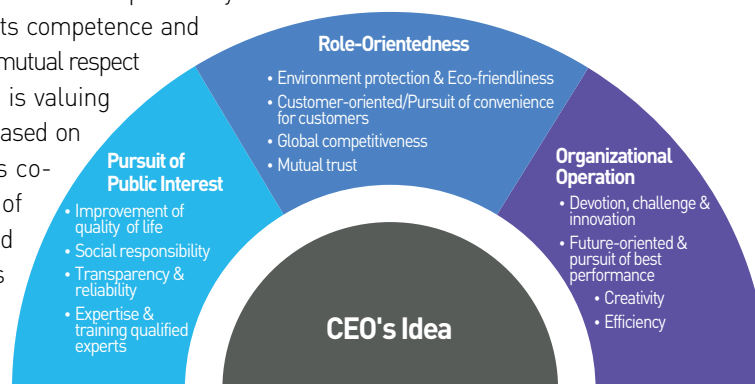 ts competence and
mutual respect
is valuing
ased on
s co-
of
d
s
Role-Orientedness
• Environment protection & Eco-friendliness
• Customer-oriented/Pursuit of convenience
for customers
• Global competitiveness
• Mutual trust
Pursuit of
Public Interest
• Improvement of
quality of life
• Social responsibility
• Transparency &
reliability
• Expertise &
training qualified
experts
Organizational
Operation
• Devotion, challenge &
innovation
• Future-oriented &
pursuit of best
performance
• Creativity
• Efficiency
CEO's Idea